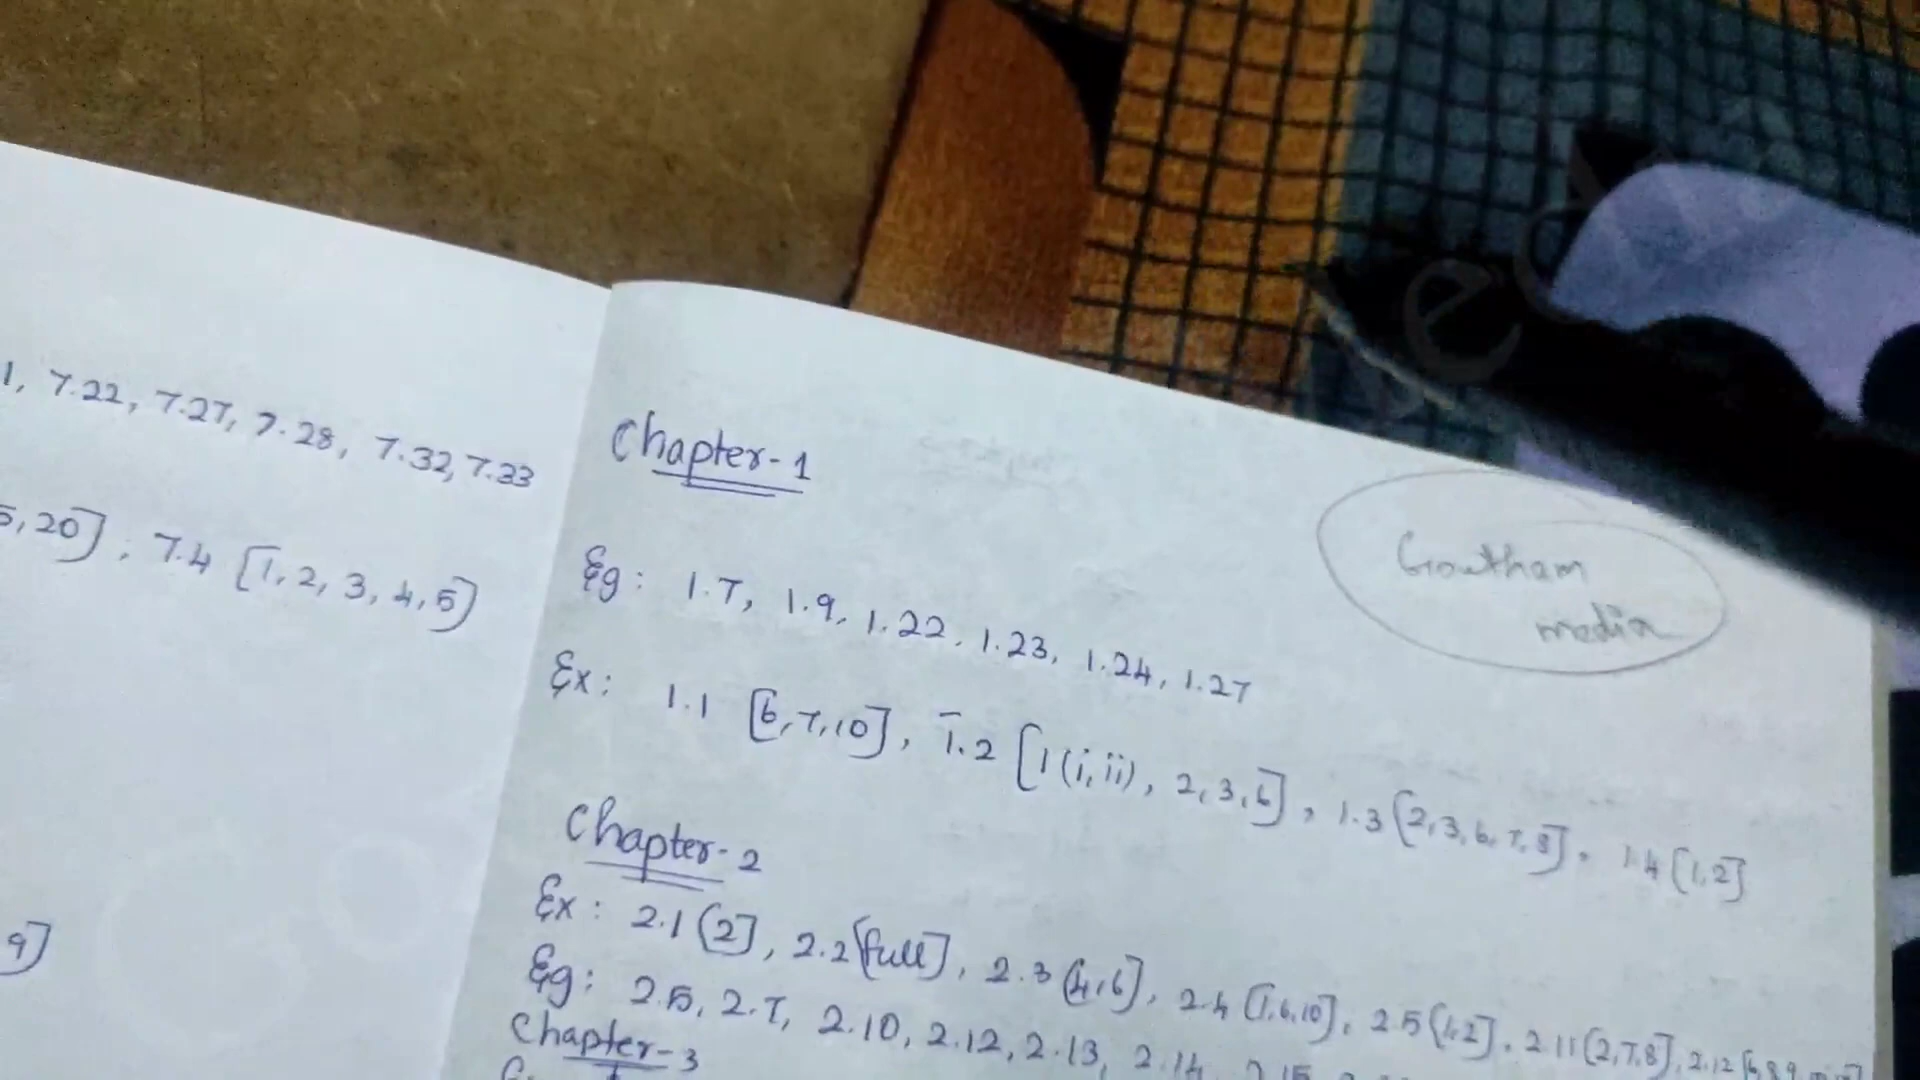 1, 7.22, 7.27, 7.28, 7.32, 7.33
5, 20], 7.4 [1, 2, 3, 4, 5]
9]
Chapter-1
Gowtham
media
Eg: 1.7, 1.9, 1.22, 1.23, 1.24, 1.27
Ex: 1.1 [6,7,10], 1.2 [1(i,ii), 2,3,6], 1.3 [2,3,6,7,8], 1.4 [1,2]
Chapter-2
Ex: 2.1 [2], 2.2 [full], 2.3 [4,6], 2.4 [1,6,10], 2.5 [1,2], 2.11 [2,7,8], 2.12
Eg: 2.5, 2.7, 2.10, 2.12, 2.13, 2.14
Chapter-3